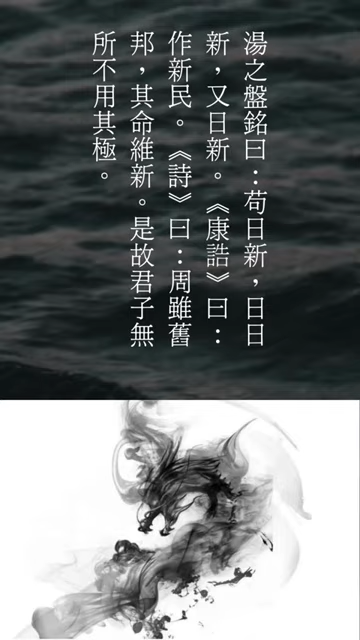 湯之盤銘曰：苟日新，日日
新，又日新。《康誥》曰：
作新民。《詩》曰：周雖舊
邦，其命維新。是故君子無
所不用其極。